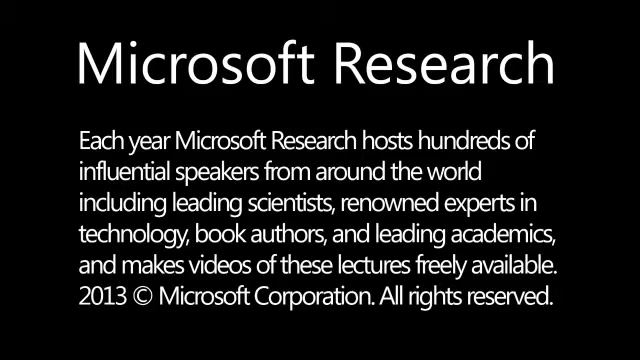 Microsoft Research
Each year Microsoft Research hosts hundreds of
influential speakers from around the world
including leading scientists, renowned experts in
technology, book authors, and leading academics,
and makes videos of these lectures freely available.
2013 © Microsoft Corporation. All rights reserved.